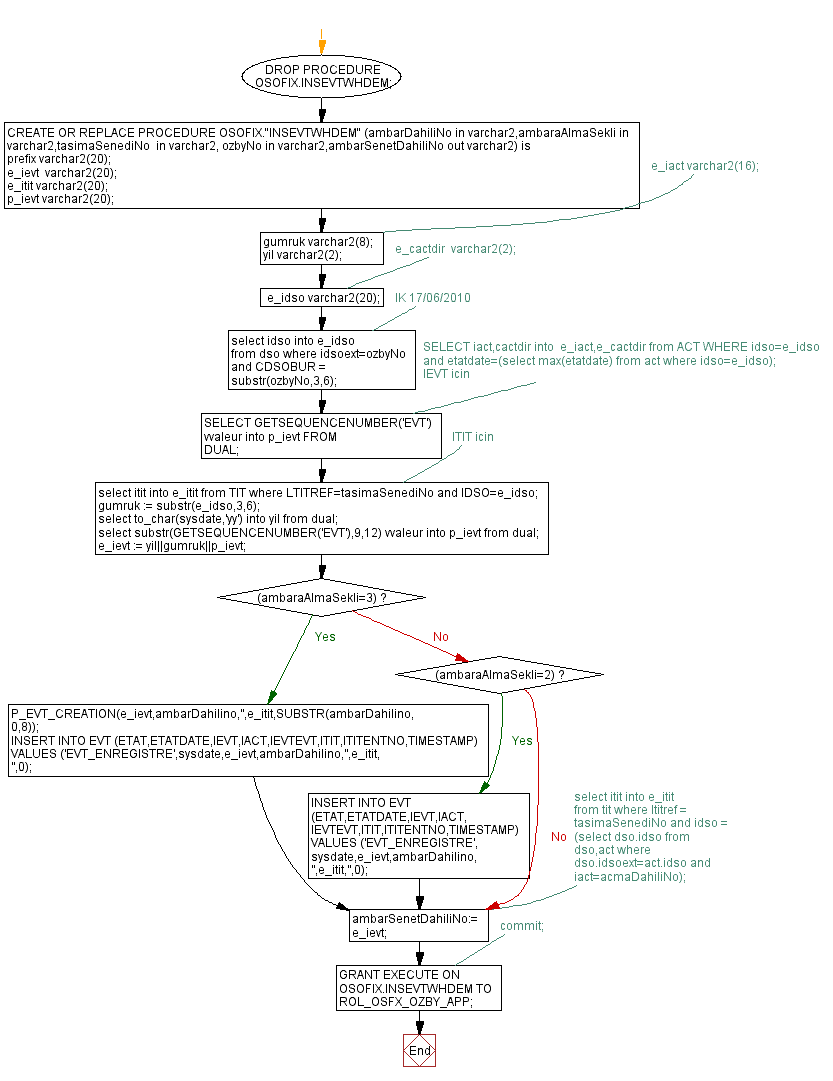 DROP PROCEDURE
OSOFIX.INSEVTWHDEM;
CREATE OR REPLACE PROCEDURE OSOFIX."INSEVTWHDEM" (ambarDahiliNo in varchar2,ambaraAlmaSekli in
varchar2,tasimaSenediNo  in varchar2, ozbyNo in varchar2,ambarSenetDahiliNo out varchar2) is
prefix varchar2(20);
e_ievt  varchar2(20);
e_itit varchar2(20);
p_ievt varchar2(20);
e_iact varchar2(16);
gumruk varchar2(8);
yil varchar2(2);
e_cactdir  varchar2(2);
e_idso varchar2(20);
IK 17/06/2010
select idso into e_idso
from dso where idsoext=ozbyNo
and CDSOBUR =
substr(ozbyNo,3,6);
SELECT iact,cactdir into  e_iact,e_cactdir from ACT WHERE idso=e_idso
and etatdate=(select max(etatdate) from act where idso=e_idso);
IEVT icin
SELECT GETSEQUENCENUMBER('EVT')
vvaleur into p_ievt FROM
DUAL;
ITIT icin
select itit into e_itit from TIT where LTITREF=tasimaSenediNo and IDSO=e_idso;
gumruk := substr(e_idso,3,6);
select to_char(sysdate,'yy') into yil from dual;
select substr(GETSEQUENCENUMBER('EVT'),9,12) vvaleur into p_ievt from dual;
e_ievt := yil||gumruk||p_ievt;
(ambaraAlmaSekli=3) ?
Yes
No
(ambaraAlmaSekli=2) ?
P_EVT_CREATION(e_ievt,ambarDahilino,'',e_itit,SUBSTR(ambarDahilino,
0,8));
INSERT INTO EVT (ETAT,ETATDATE,IEVT,IACT,IEVTEVT,ITIT,ITITENTNO,TIMESTAMP)
VALUES ('EVT_ENREGISTRE',sysdate,e_ievt,ambarDahilino,'',e_itit,
'',0);
Yes
INSERT INTO EVT
(ETAT,ETATDATE,IEVT,IACT,
IEVTEVT,ITIT,ITITENTNO,TIMESTAMP)
VALUES ('EVT_ENREGISTRE',
sysdate,e_ievt,ambarDahilino,
'',e_itit,'',0);
No
select itit into e_itit
from tit where ltitref =
tasimaSenediNo and idso =
(select dso.idso from
dso,act where
dso.idsoext=act.idso and
iact=acmaDahiliNo);
ambarSenetDahiliNo:=
e_ievt;
commit;
GRANT EXECUTE ON
OSOFIX.INSEVTWHDEM TO
ROL_OSFX_OZBY_APP;
End